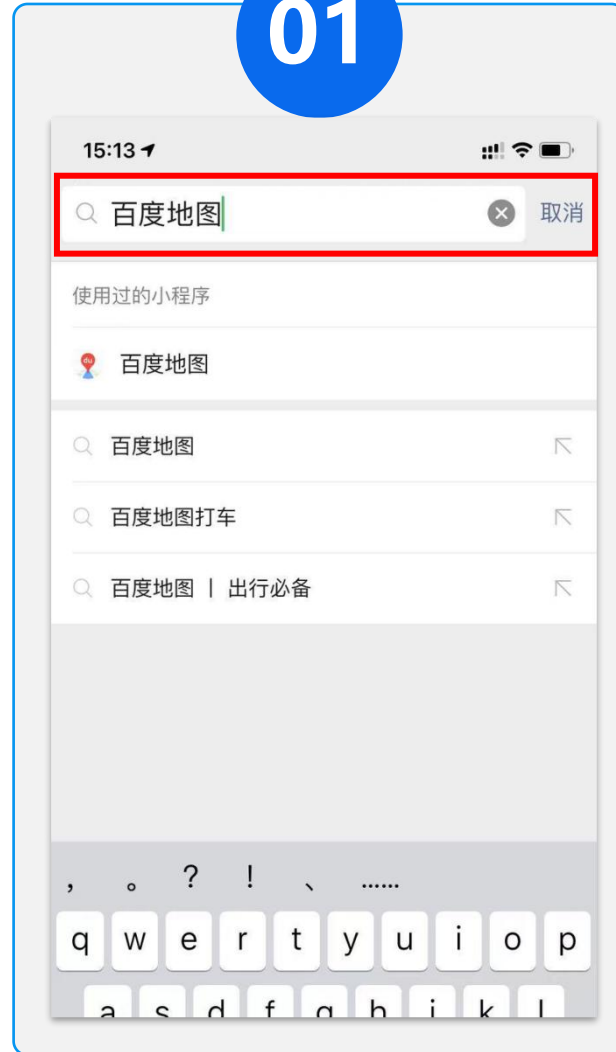 01
15:13
百度地图
取消
使用过的小程序
百度地图
百度地图
百度地图打车
百度地图 | 出行必备
， 。 ？ ！ 、 ……
q w e r t y u i o p
a s d f g h j k l